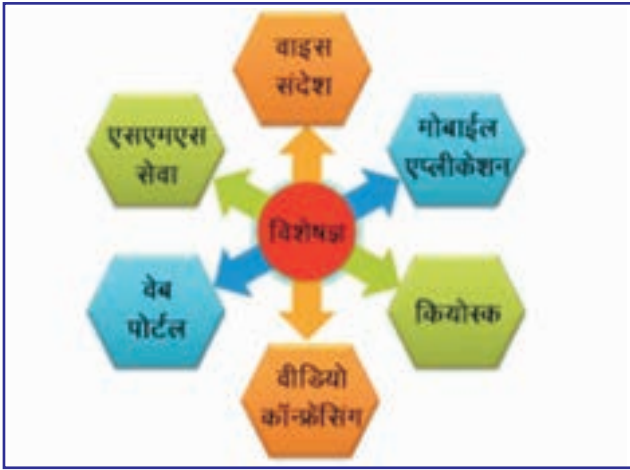 वाइस
संदेश
मोबाईल
एप्लीकेशन
कियोस्क
वीडियो
कॉन्फ्रेंसिंग
वेब
पोर्टल
एसएमएस
सेवा
विशेषज्ञ